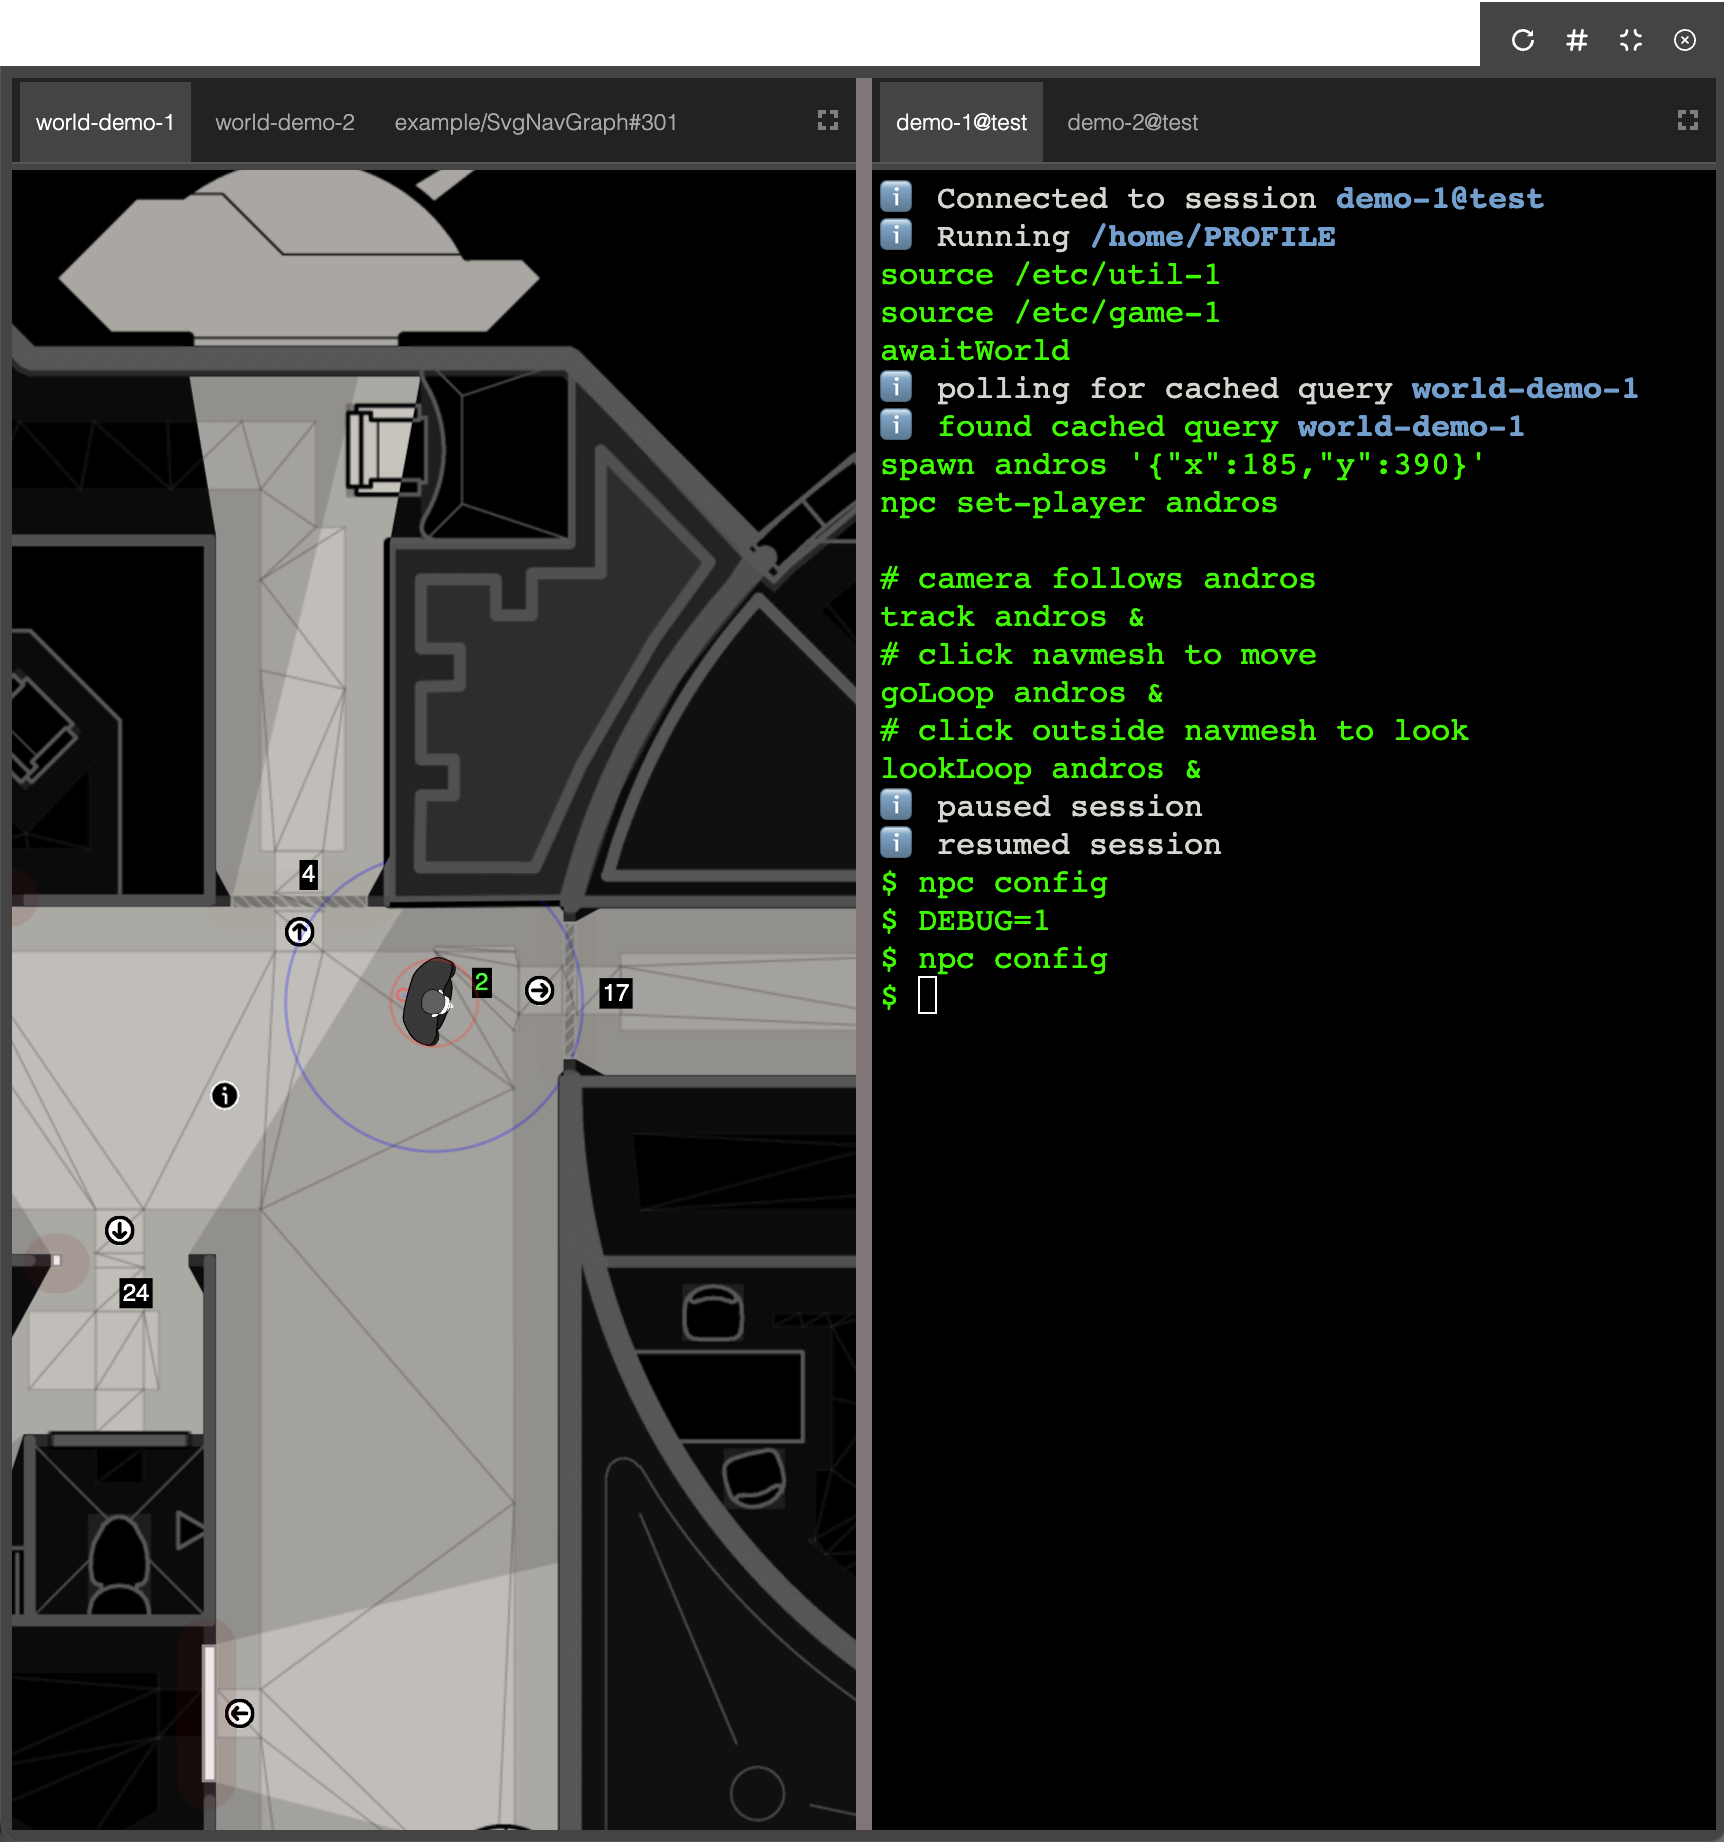 world-demo-1 world-demo-2 example/SvgNavGraph#301
4
2
17
24
demo-1@test demo-2@test
Connected to session demo-1@test
Running /home/PROFILE
source /etc/util-1
source /etc/game-1
awaitWorld
polling for cached query world-demo-1
found cached query world-demo-1
spawn andros '{"x":185,"y":390}'
npc set-player andros
# camera follows andros
track andros &
# click navmesh to move
goLoop andros &
# click outside navmesh to look
lookLoop andros &
paused session
resumed session
$ npc config
$ DEBUG=1
$ npc config
$